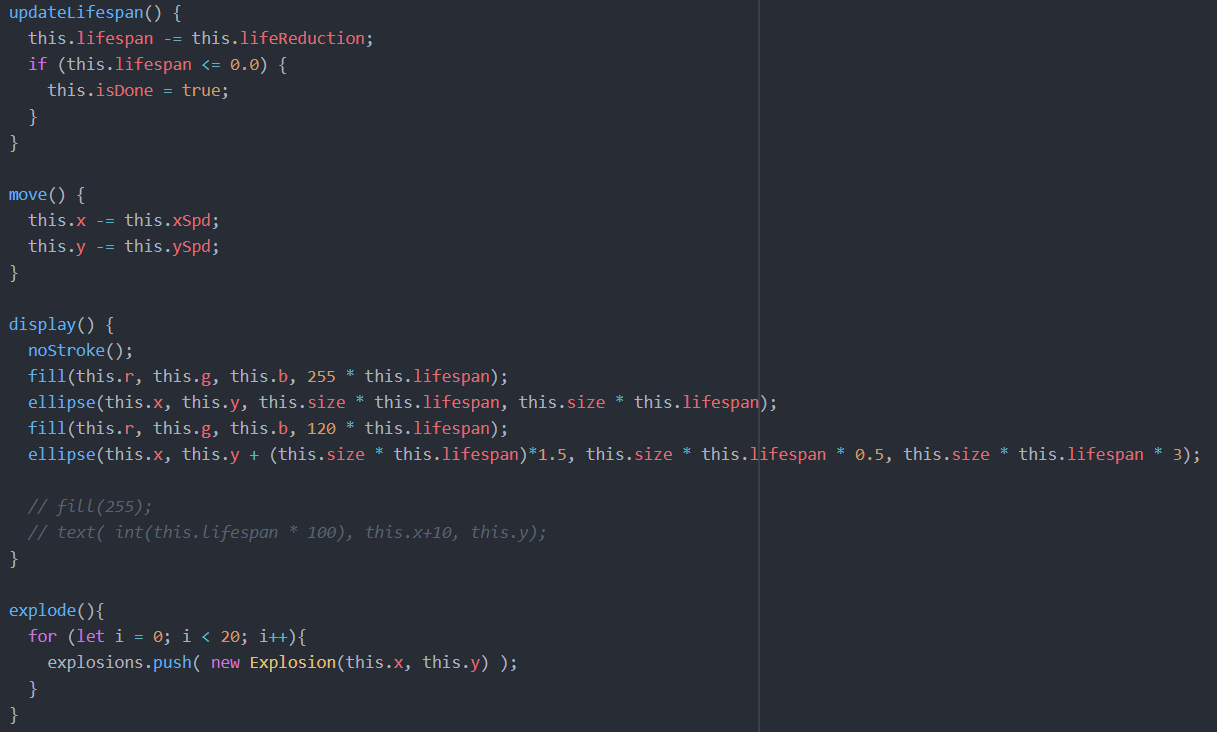 updateLifespan() {
  this.lifespan -= this.lifeReduction;
  if (this.lifespan <= 0.0) {
    this.isDone = true;
  }
}

move() {
  this.x -= this.xSpd;
  this.y -= this.ySpd;
}

display() {
  noStroke();
  fill(this.r, this.g, this.b, 255 * this.lifespan);
  ellipse(this.x, this.y, this.size * this.lifespan, this.size * this.lifespan);
  fill(this.r, this.g, this.b, 120 * this.lifespan);
  ellipse(this.x, this.y + (this.size * this.lifespan)*1.5, this.size * this.lifespan * 0.5, this.size * this.lifespan * 3);

  // fill(255);
  // text( int(this.lifespan * 100), this.x+10, this.y);
}

explode(){
  for (let i = 0; i < 20; i++){
    explosions.push( new Explosion(this.x, this.y) );
  }
}